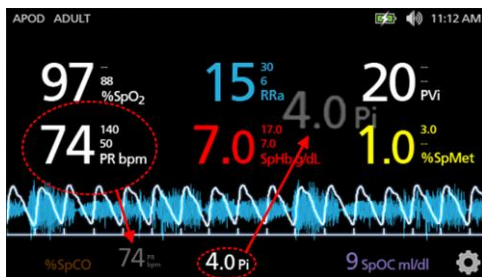 APOD ADULT 11:12 AM
97 -- 88 %SpO2
15 30 6 RRa
20 -- -- PVi
4.0 Pi
74 140 50 PR bpm
7.0 17.0 7.0 SpHb g/dL
1.0 3.0 -- %SpMet
%SpCO 74 PR bpm 4.0 Pi 9 SpOC ml/dl